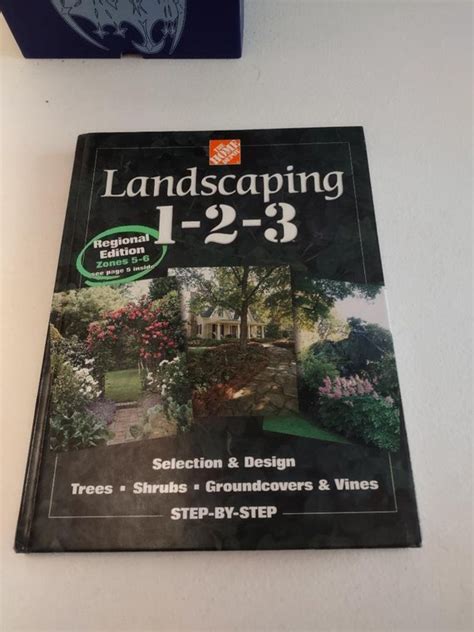 THE
HOME
DEPOT
Landscaping
1-2-3
Regional
Edition
Zones 5-6
see page 5 inside
Selection & Design
Trees ▪ Shrubs ▪ Groundcovers & Vines
STEP-BY-STEP